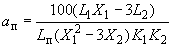 aп = 100(L1X1 − 3L2) / Lп(X1² − 3X2)K1K2